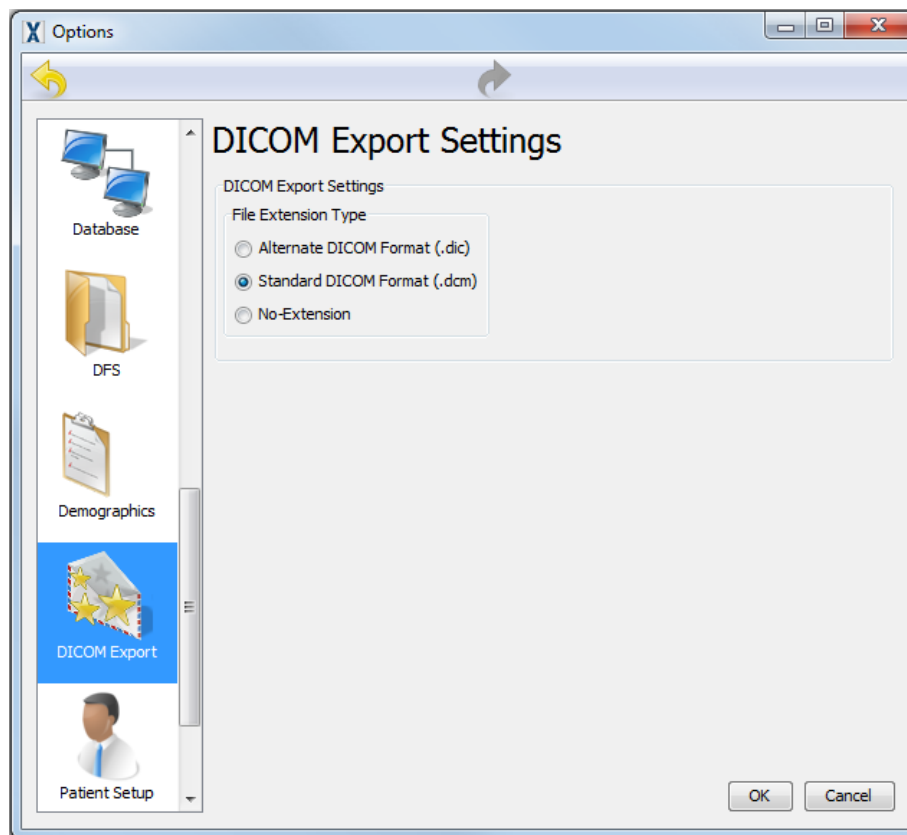 Options
DICOM Export Settings
DICOM Export Settings
File Extension Type
Alternate DICOM Format (.dic)
Standard DICOM Format (.dcm)
No-Extension
Database
DFS
Demographics
DICOM Export
Patient Setup
OK
Cancel